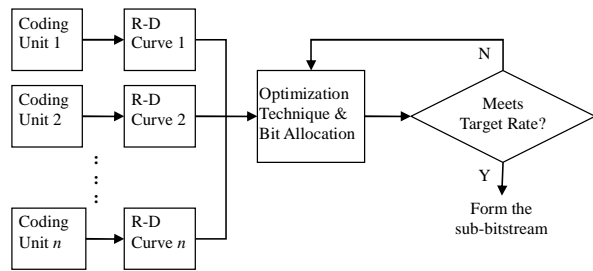 Coding
Unit 1
R-D
Curve 1
Coding
Unit 2
R-D
Curve 2
Coding
Unit n
R-D
Curve n
Optimization
Technique &
Bit Allocation
N
Meets
Target Rate?
Y
Form the
sub-bitstream